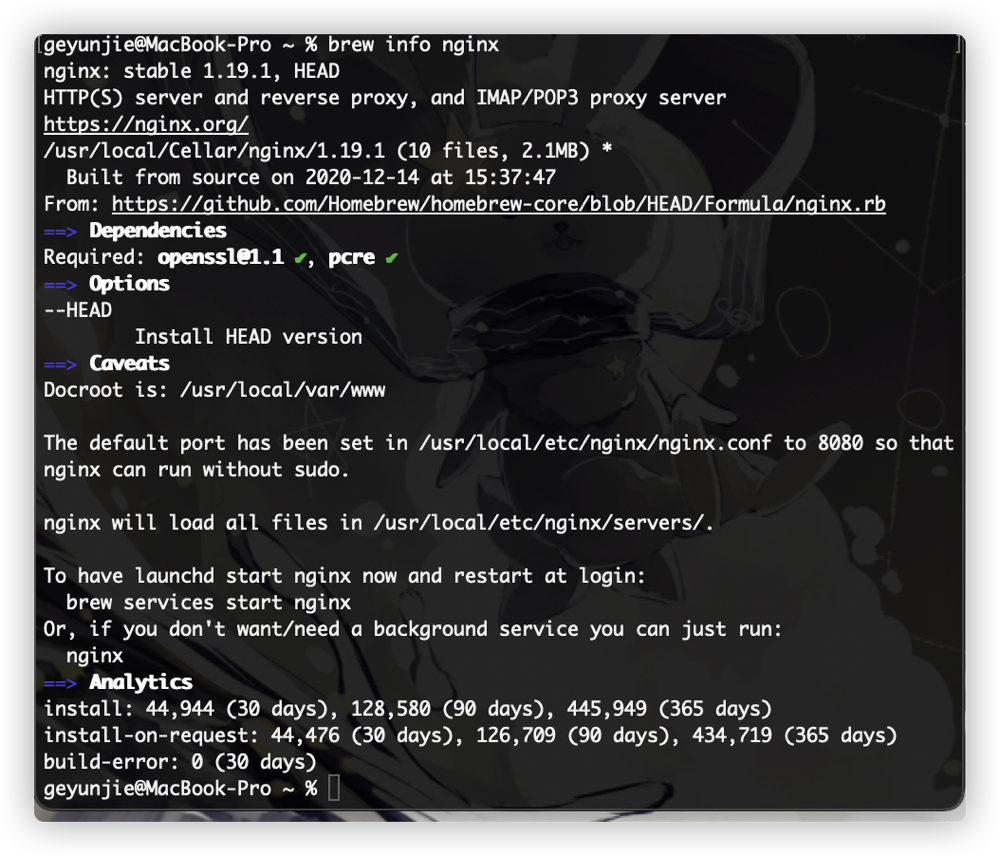 geyunjie@MacBook-Pro ~ % brew info nginx
nginx: stable 1.19.1, HEAD
HTTP(S) server and reverse proxy, and IMAP/POP3 proxy server
https://nginx.org/
/usr/local/Cellar/nginx/1.19.1 (10 files, 2.1MB) *
  Built from source on 2020-12-14 at 15:37:47
From: https://github.com/Homebrew/homebrew-core/blob/HEAD/Formula/nginx.rb
==> Dependencies
Required: openssl@1.1 ✔, pcre ✔
==> Options
--HEAD
        Install HEAD version
==> Caveats
Docroot is: /usr/local/var/www

The default port has been set in /usr/local/etc/nginx/nginx.conf to 8080 so that
nginx can run without sudo.

nginx will load all files in /usr/local/etc/nginx/servers/.

To have launchd start nginx now and restart at login:
  brew services start nginx
Or, if you don't want/need a background service you can just run:
  nginx
==> Analytics
install: 44,944 (30 days), 128,580 (90 days), 445,949 (365 days)
install-on-request: 44,476 (30 days), 126,709 (90 days), 434,719 (365 days)
build-error: 0 (30 days)
geyunjie@MacBook-Pro ~ %